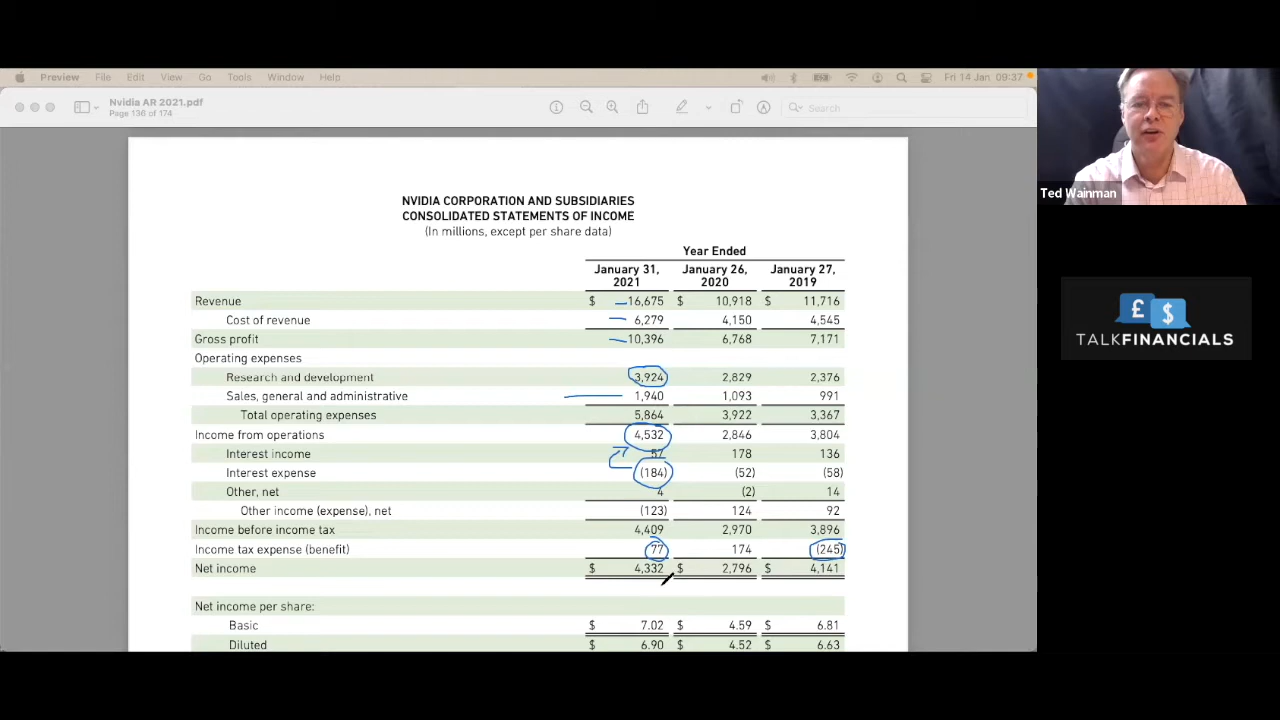 Preview File Edit View Go Tools Window Help Fri 14 Jan 09:37
Nvidia AR 2021.pdf
Page 136 of 174
Search
NVIDIA CORPORATION AND SUBSIDIARIES
CONSOLIDATED STATEMENTS OF INCOME
(In millions, except per share data)
Year Ended
January 31, 2021 January 26, 2020 January 27, 2019
Revenue $ 16,675 $ 10,918 $ 11,716
Cost of revenue 6,279 4,150 4,545
Gross profit 10,396 6,768 7,171
Operating expenses
Research and development 3,924 2,829 2,376
Sales, general and administrative 1,940 1,093 991
Total operating expenses 5,864 3,922 3,367
Income from operations 4,532 2,846 3,804
Interest income 57 178 136
Interest expense (184) (52) (58)
Other, net 4 (2) 14
Other income (expense), net (123) 124 92
Income before income tax 4,409 2,970 3,896
Income tax expense (benefit) 77 174 (245)
Net income $ 4,332 $ 2,796 $ 4,141
Net income per share:
Basic $ 7.02 $ 4.59 $ 6.81
Diluted $ 6.90 $ 4.52 $ 6.63
Ted Wainman
£ $
TALKFINANCIALS